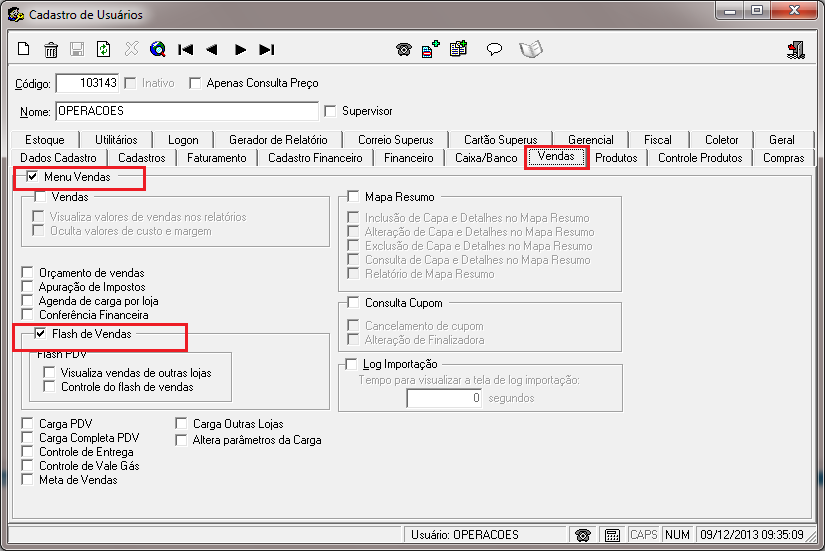 Cadastro de Usuários
Código: 103143 Inativo Apenas Consulta Preço
Nome: OPERACOES Supervisor
Estoque Utilitários Logon Gerador de Relatório Correio Superus Cartão Superus Gerencial Fiscal Coletor Geral
Dados Cadastro Cadastros Faturamento Cadastro Financeiro Financeiro Caixa/Banco Vendas Produtos Controle Produtos Compras
Menu Vendas
Vendas
Visualiza valores de vendas nos relatórios
Oculta valores de custo e margem
Orçamento de vendas
Apuração de Impostos
Agenda de carga por loja
Conferência Financeira
Flash de Vendas
Flash PDV
Visualiza vendas de outras lojas
Controle do flash de vendas
Carga PDV
Carga Completa PDV
Controle de Entrega
Controle de Vale Gás
Meta de Vendas
Carga Outras Lojas
Altera parâmetros da Carga
Mapa Resumo
Inclusão de Capa e Detalhes no Mapa Resumo
Alteração de Capa e Detalhes no Mapa Resumo
Exclusão de Capa e Detalhes no Mapa Resumo
Consulta de Capa e Detalhes no Mapa Resumo
Relatório de Mapa Resumo
Consulta Cupom
Cancelamento de cupom
Alteração de Finalizadora
Log Importação
Tempo para visualizar a tela de log importação:
0 segundos
Usuário: OPERACOES CAPS NUM 09/12/2013 09:35:09